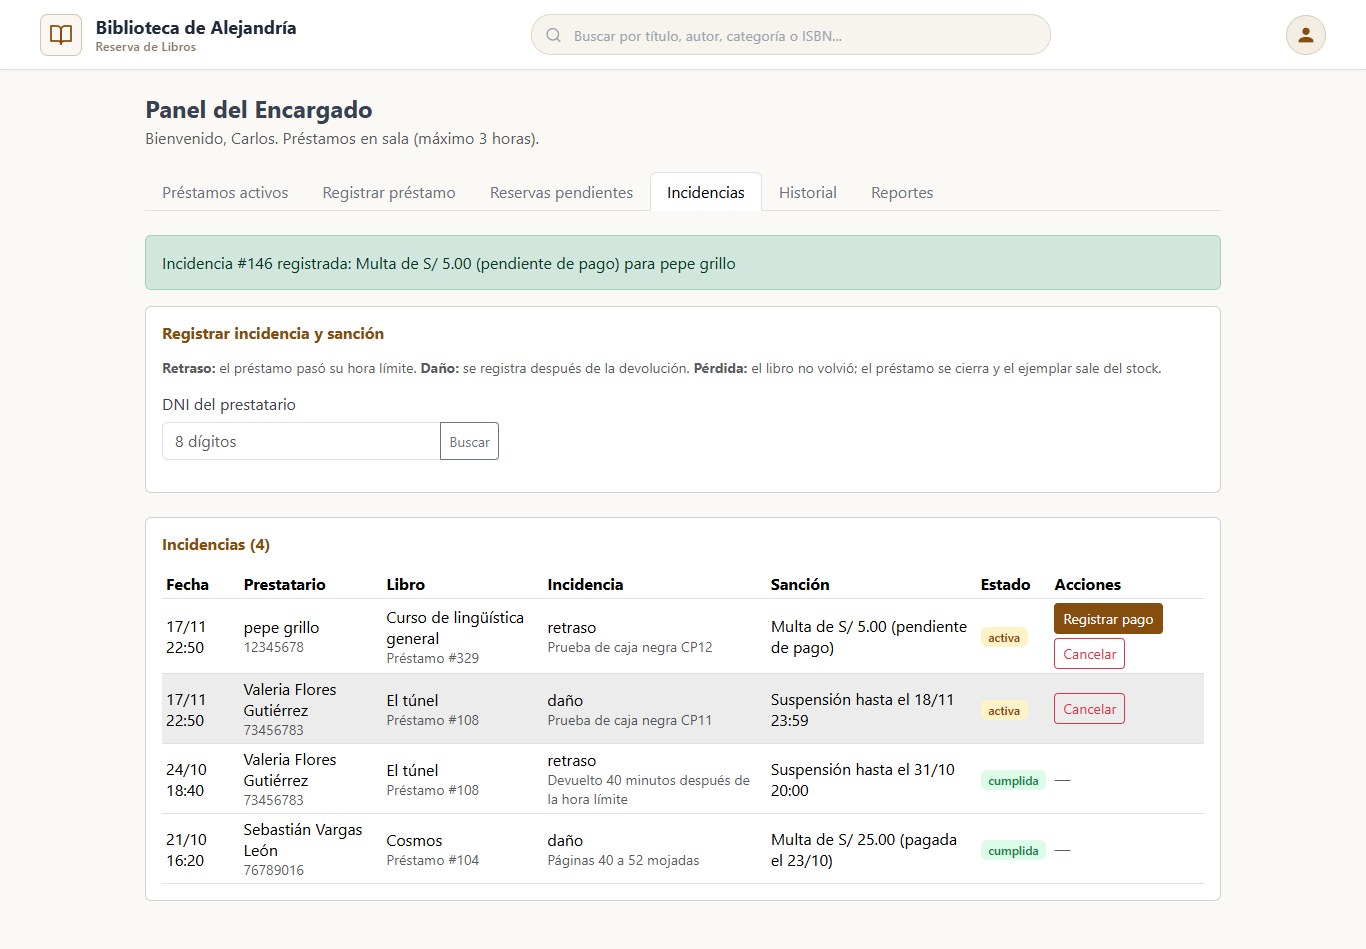 Biblioteca de Alejandría
Reserva de Libros
Buscar por título, autor, categoría o ISBN...
Panel del Encargado
Bienvenido, Carlos. Préstamos en sala (máximo 3 horas).
Préstamos activos
Registrar préstamo
Reservas pendientes
Incidencias
Historial
Reportes
Incidencia #146 registrada: Multa de S/ 5.00 (pendiente de pago) para pepe grillo
Registrar incidencia y sanción
Retraso: el préstamo pasó su hora límite. Daño: se registra después de la devolución. Pérdida: el libro no volvió; el préstamo se cierra y el ejemplar sale del stock.
DNI del prestatario
8 dígitos
Buscar
Incidencias (4)
Fecha Prestatario Libro Incidencia Sanción Estado Acciones
17/11
22:50
pepe grillo
12345678
Curso de lingüística
general
Préstamo #329
retraso
Prueba de caja negra CP12
Multa de S/ 5.00 (pendiente
de pago)
activa
Registrar pago
Cancelar
17/11
22:50
Valeria Flores
Gutiérrez
73456783
El túnel
Préstamo #108
daño
Prueba de caja negra CP11
Suspensión hasta el 18/11
23:59
activa
Cancelar
24/10
18:40
Valeria Flores
Gutiérrez
73456783
El túnel
Préstamo #108
retraso
Devuelto 40 minutos después de
la hora límite
Suspensión hasta el 31/10
20:00
cumplida
—
21/10
16:20
Sebastián Vargas
León
76789016
Cosmos
Préstamo #104
daño
Páginas 40 a 52 mojadas
Multa de S/ 25.00 (pagada
el 23/10)
cumplida
—